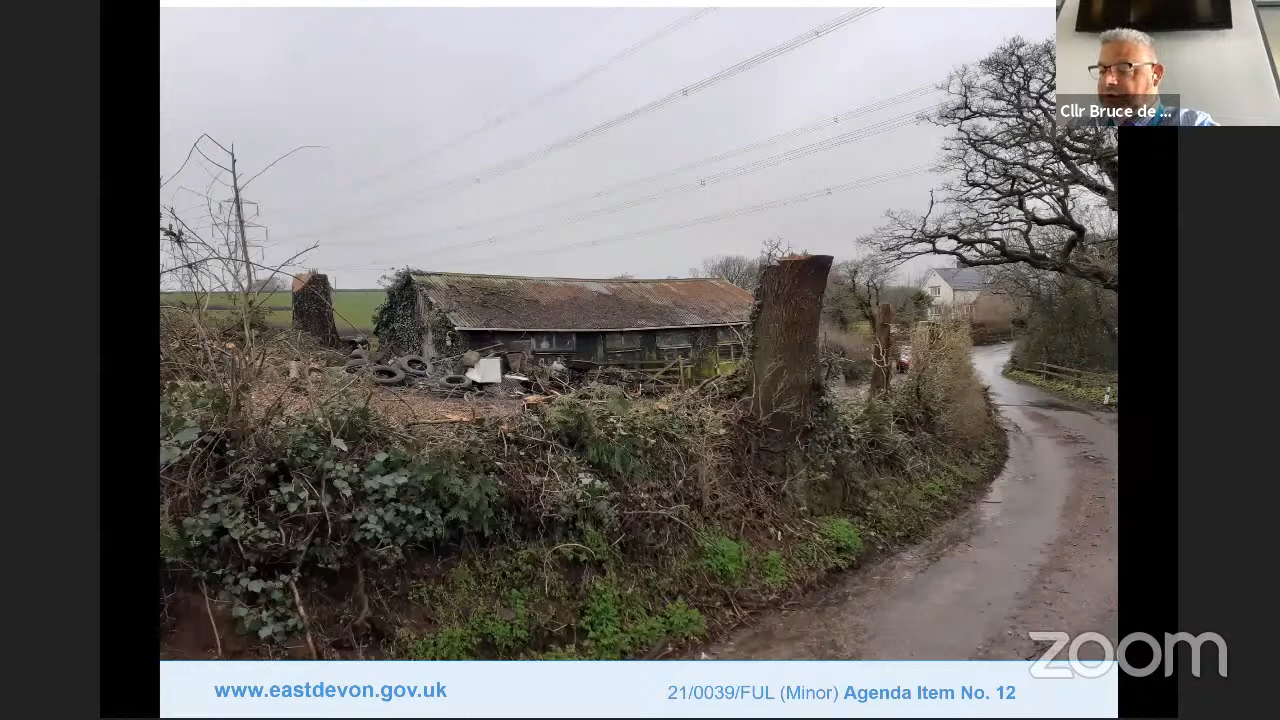 Cllr Bruce de ...
zoom
www.eastdevon.gov.uk
21/0039/FUL (Minor) Agenda Item No. 12